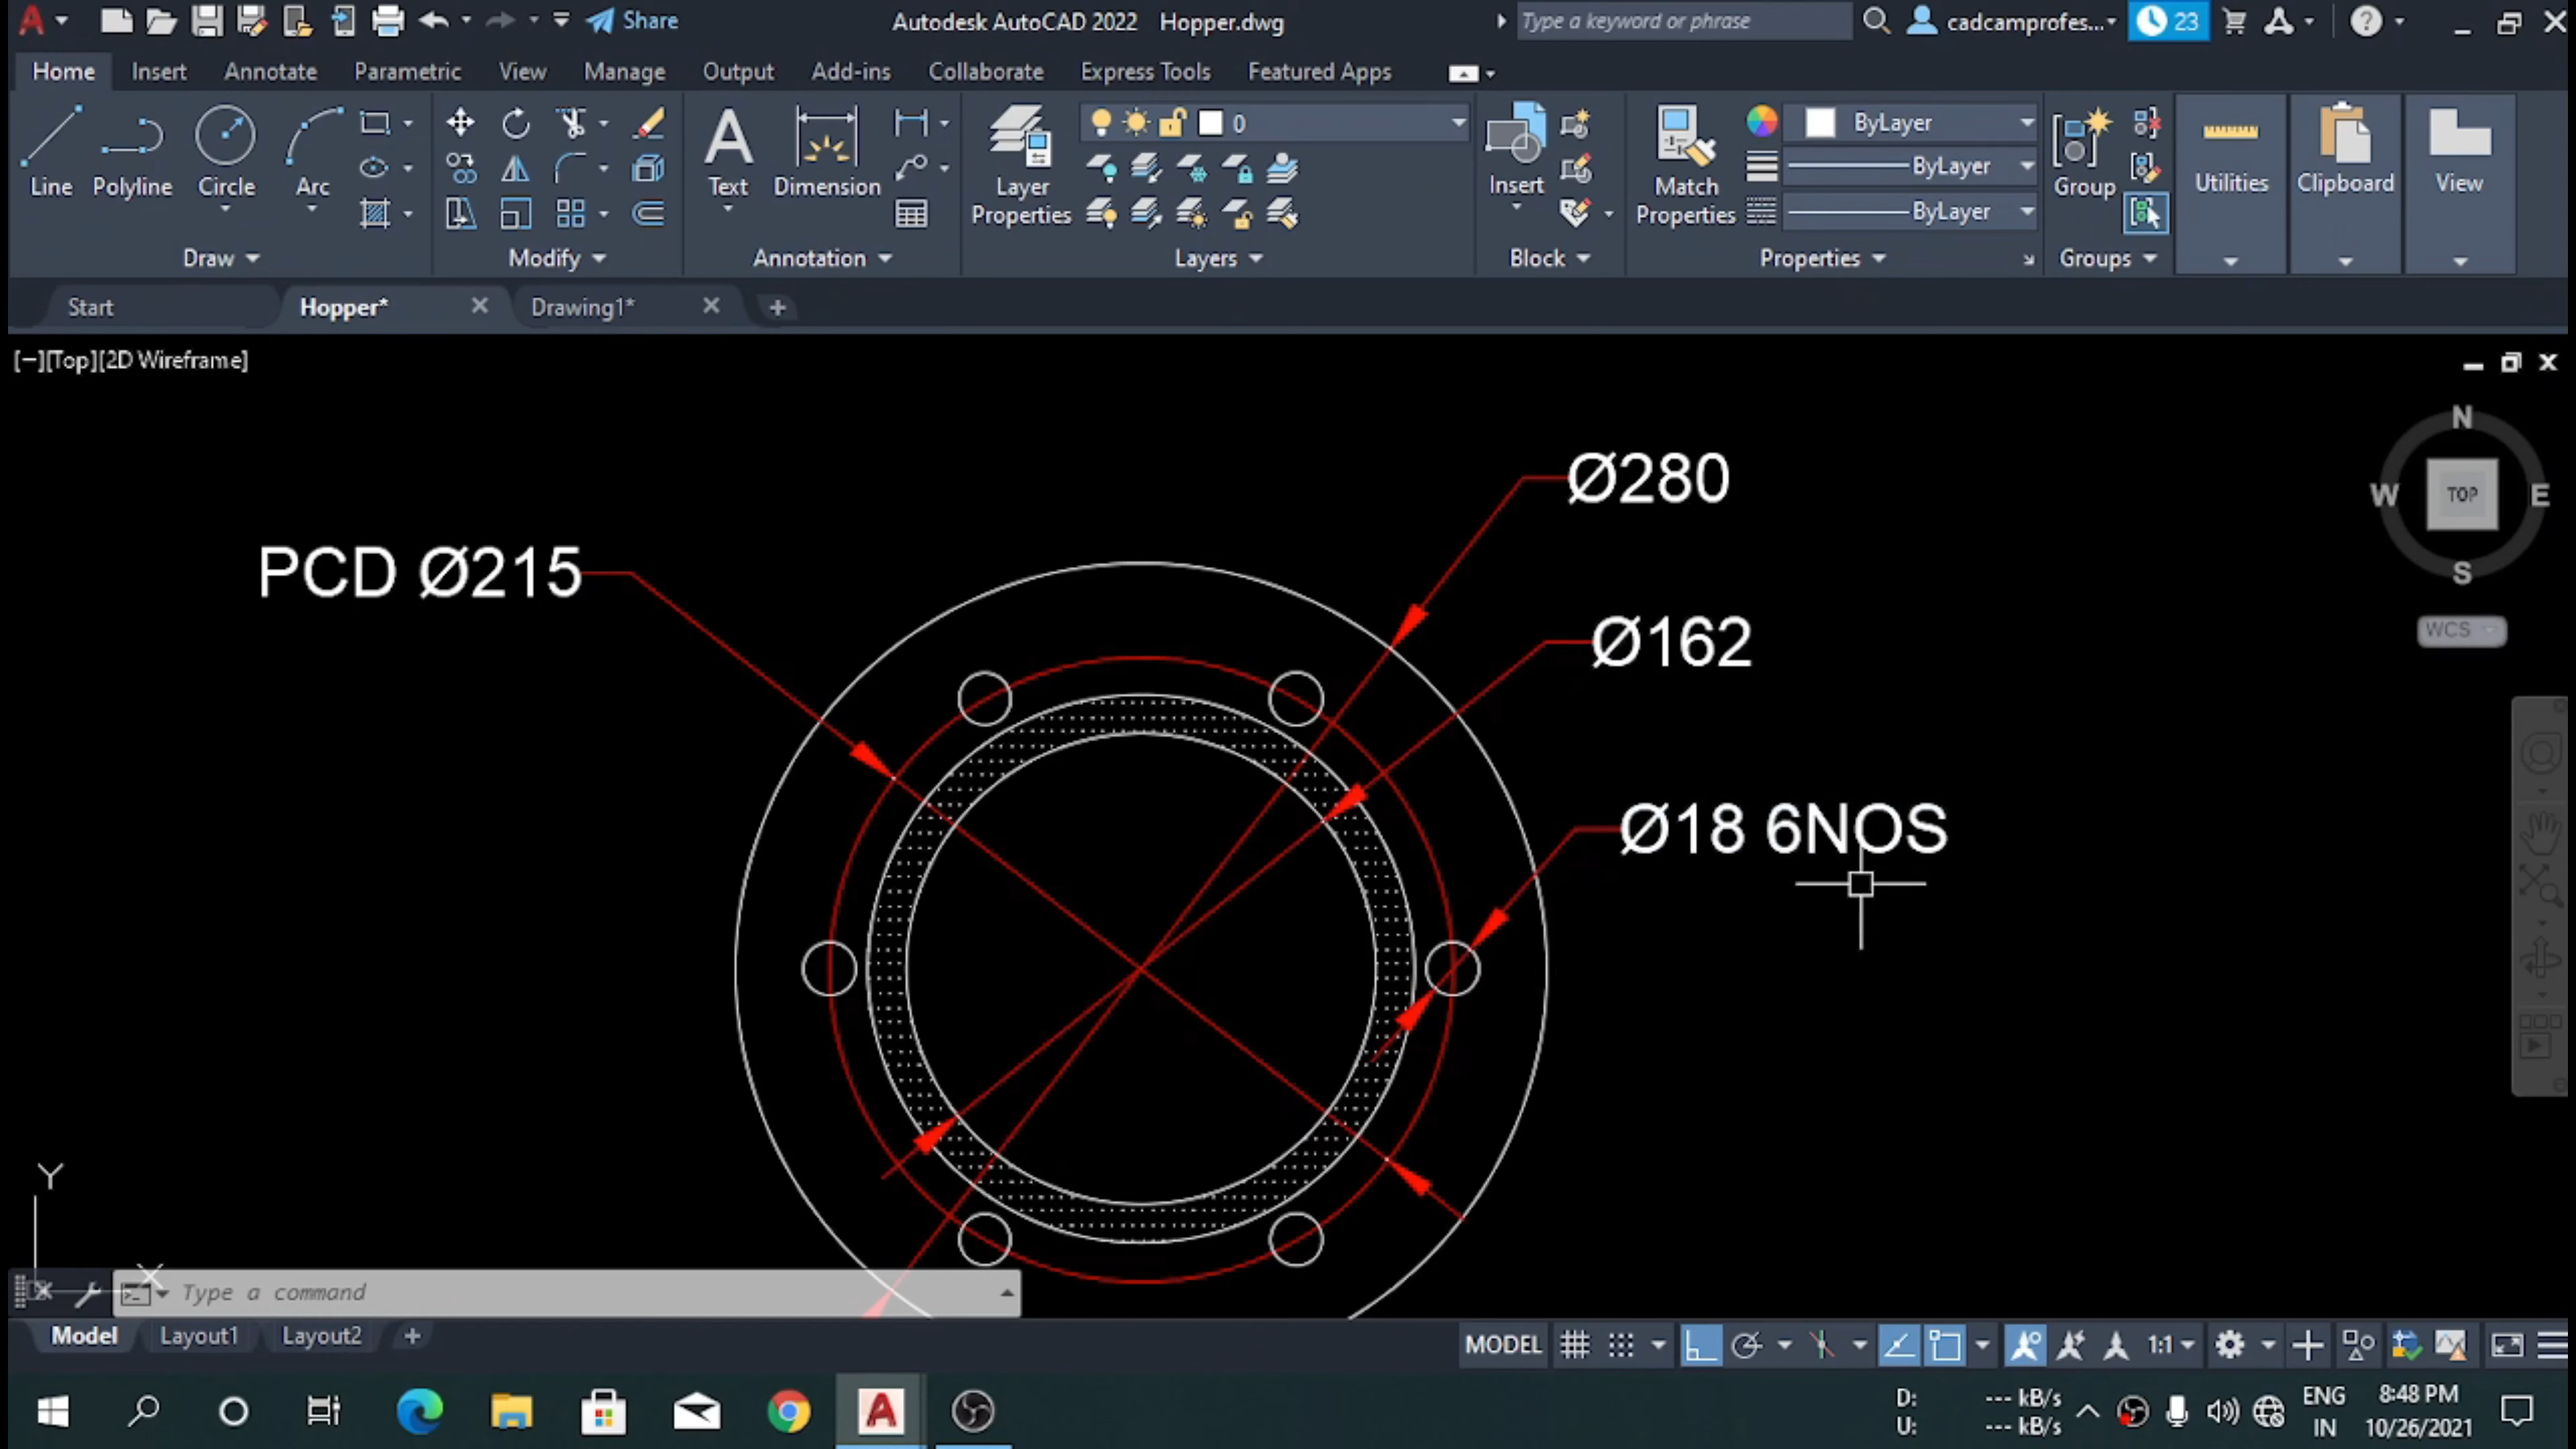 Share
Autodesk AutoCAD 2022 Hopper.dwg
Type a keyword or phrase
cadcamprofes...
23
Home Insert Annotate Parametric View Manage Output Add-ins Collaborate Express Tools Featured Apps
0
ByLayer
ByLayer
ByLayer
Line Polyline Circle Arc
Text Dimension
Layer Properties
Insert
Match Properties
Group
Utilities Clipboard View
Draw Modify Annotation Layers Block Properties Groups
Start Hopper* Drawing1*
[−][Top][2D Wireframe]
N
W TOP E
S
WCS
Ø280
PCD Ø215
Ø162
Ø18 6NOS
Y
X
Type a command
Model Layout1 Layout2
MODEL 1:1
D: --- kB/s
U: --- kB/s
ENG
IN
8:48 PM
10/26/2021